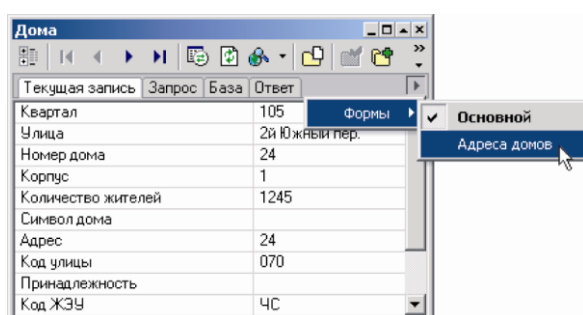 Дома
Текущая запись Запрос База Ответ
Квартал 105
Формы
Основной
Улица 2й Южный пер.
Адреса домов
Номер дома 24
Корпус 1
Количество жителей 1245
Символ дома
Адрес 24
Код улицы 070
Принадлежность
Код ЖЭУ ЧС